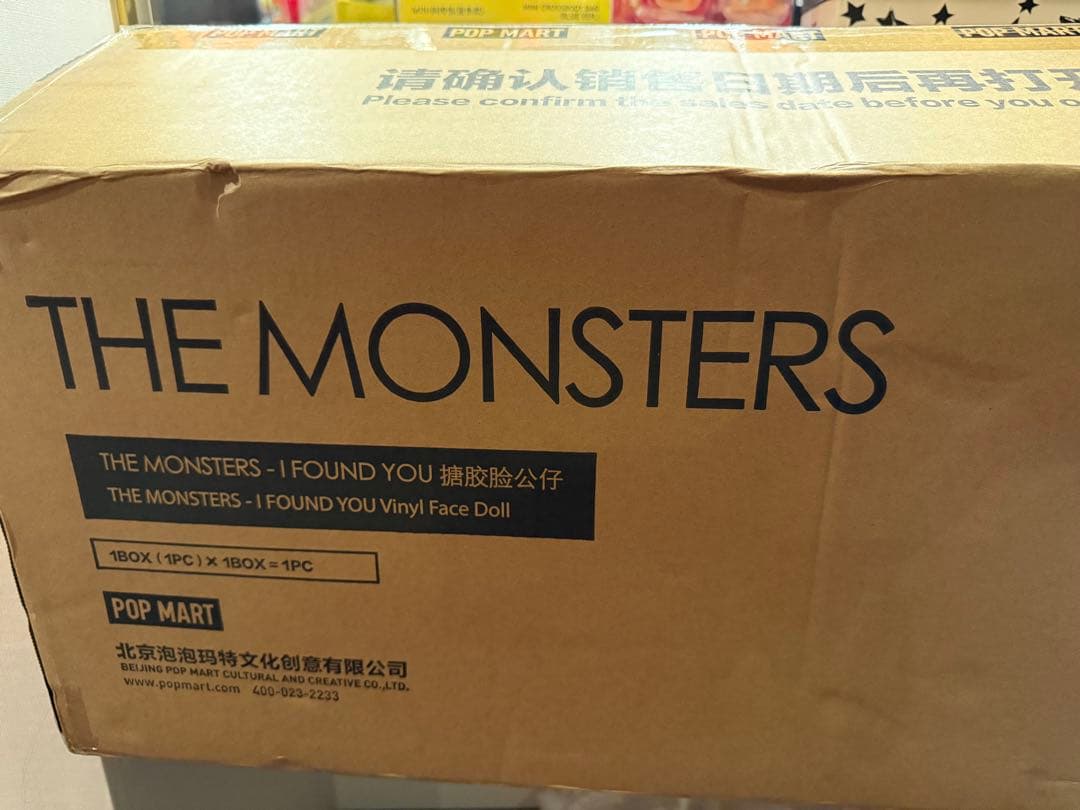 POP MART POP MART POP MART POP MART
请确认销售日期后再打开
Please confirm the sales date before you o
THE MONSTERS
THE MONSTERS - I FOUND YOU 搪胶脸公仔
THE MONSTERS - I FOUND YOU Vinyl Face Doll
1BOX (1PC) × 1BOX = 1PC
POP MART
北京泡泡玛特文化创意有限公司
BEIJING POP MART CULTURAL AND CREATIVE CO.,LTD.
www.popmart.com 400-023-2233